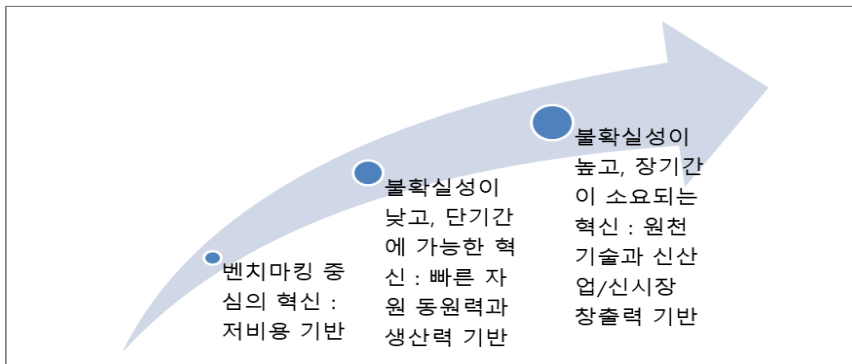 벤치마킹 중
심의 혁신 :
저비용 기반
불확실성이
낮고, 단기간
에 가능한 혁
신 : 빠른 자
원 동원력과
생산력 기반
불확실성이
높고, 장기간
이 소요되는
혁신 : 원천
기술과 신산
업/신시장
창출력 기반